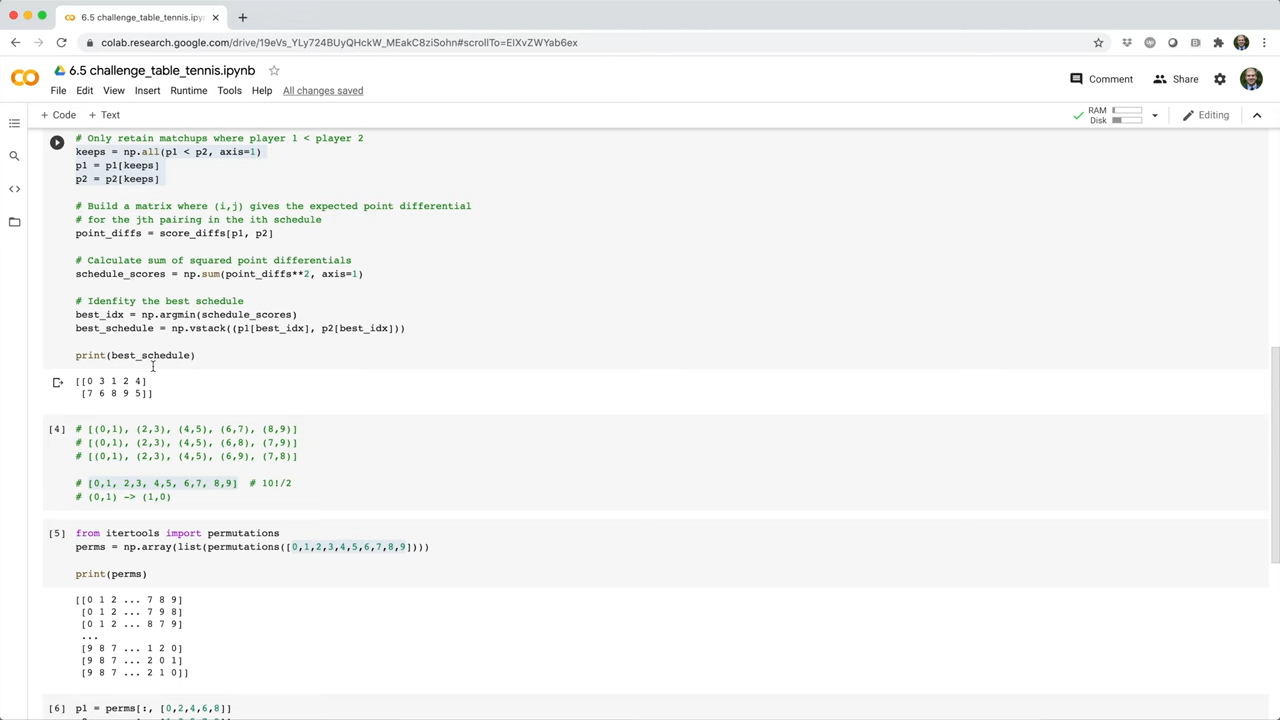 6.5 challenge_table_tennis.ipyn
colab.research.google.com/drive/19eVs_YLy724BUyQHckW_MEakC8ziSohn#scrollTo=EIXvZWYab6ex
6.5 challenge_table_tennis.ipynb
File Edit View Insert Runtime Tools Help All changes saved
Comment Share
+ Code + Text
RAM
Disk
Editing
# Only retain matchups where player 1 < player 2
keeps = np.all(p1 < p2, axis=1)
p1 = p1[keeps]
p2 = p2[keeps]
# Build a matrix where (i,j) gives the expected point differential
# for the jth pairing in the ith schedule
point_diffs = score_diffs[p1, p2]
# Calculate sum of squared point differentials
schedule_scores = np.sum(point_diffs**2, axis=1)
# Idenfity the best schedule
best_idx = np.argmin(schedule_scores)
best_schedule = np.vstack((p1[best_idx], p2[best_idx]))
print(best_schedule)
[[0 3 1 2 4]
[7 6 8 9 5]]
[4] # [(0,1), (2,3), (4,5), (6,7), (8,9)]
# [(0,1), (2,3), (4,5), (6,8), (7,9)]
# [(0,1), (2,3), (4,5), (6,9), (7,8)]
# [0,1, 2,3, 4,5, 6,7, 8,9] # 10!/2
# (0,1) -> (1,0)
[5] from itertools import permutations
perms = np.array(list(permutations([0,1,2,3,4,5,6,7,8,9])))
print(perms)
[[0 1 2 ... 7 8 9]
[0 1 2 ... 7 9 8]
[0 1 2 ... 8 7 9]
...
[9 8 7 ... 1 2 0]
[9 8 7 ... 2 0 1]
[9 8 7 ... 2 1 0]]
[6] p1 = perms[:, [0,2,4,6,8]]